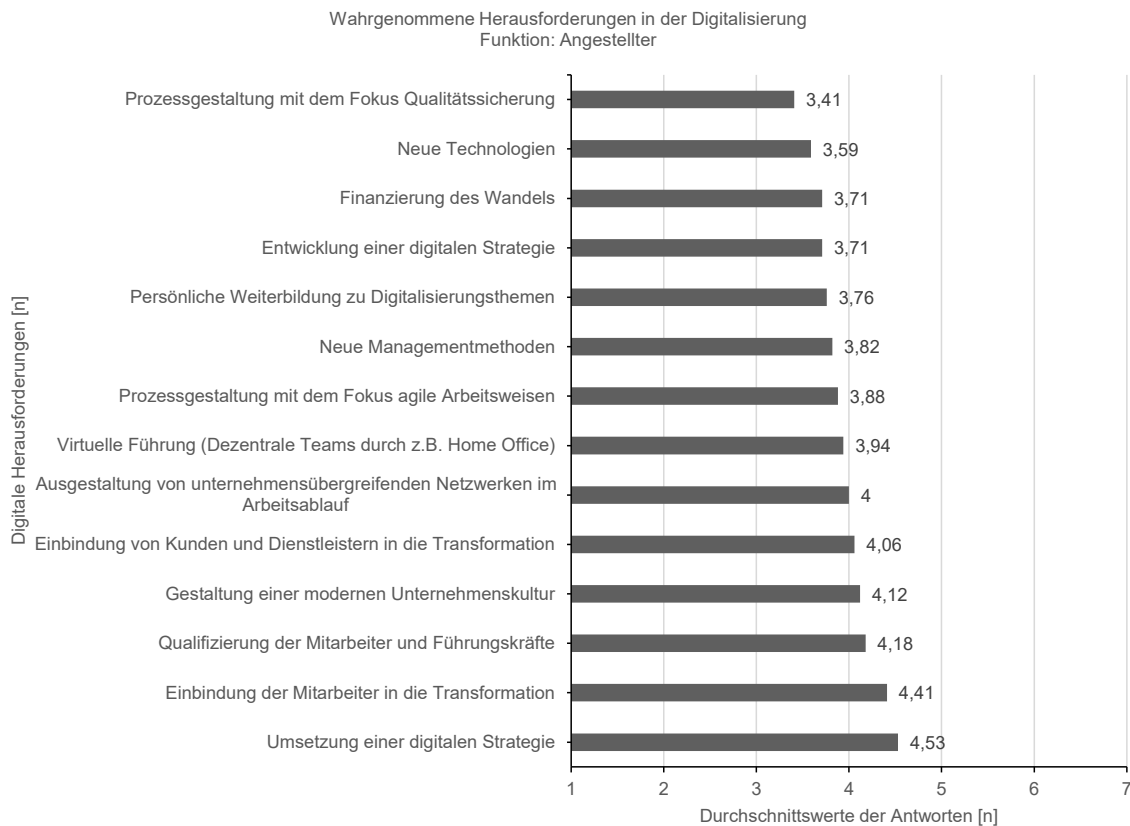 Wahrgenommene Herausforderungen in der Digitalisierung
Funktion: Angestellter
Digitale Herausforderungen [n]
Prozessgestaltung mit dem Fokus Qualitätssicherung 3,41
Neue Technologien 3,59
Finanzierung des Wandels 3,71
Entwicklung einer digitalen Strategie 3,71
Persönliche Weiterbildung zu Digitalisierungsthemen 3,76
Neue Managementmethoden 3,82
Prozessgestaltung mit dem Fokus agile Arbeitsweisen 3,88
Virtuelle Führung (Dezentrale Teams durch z.B. Home Office) 3,94
Ausgestaltung von unternehmensübergreifenden Netzwerken im
Arbeitsablauf 4
Einbindung von Kunden und Dienstleistern in die Transformation 4,06
Gestaltung einer modernen Unternehmenskultur 4,12
Qualifizierung der Mitarbeiter und Führungskräfte 4,18
Einbindung der Mitarbeiter in die Transformation 4,41
Umsetzung einer digitalen Strategie 4,53
1 2 3 4 5 6 7
Durchschnittswerte der Antworten [n]